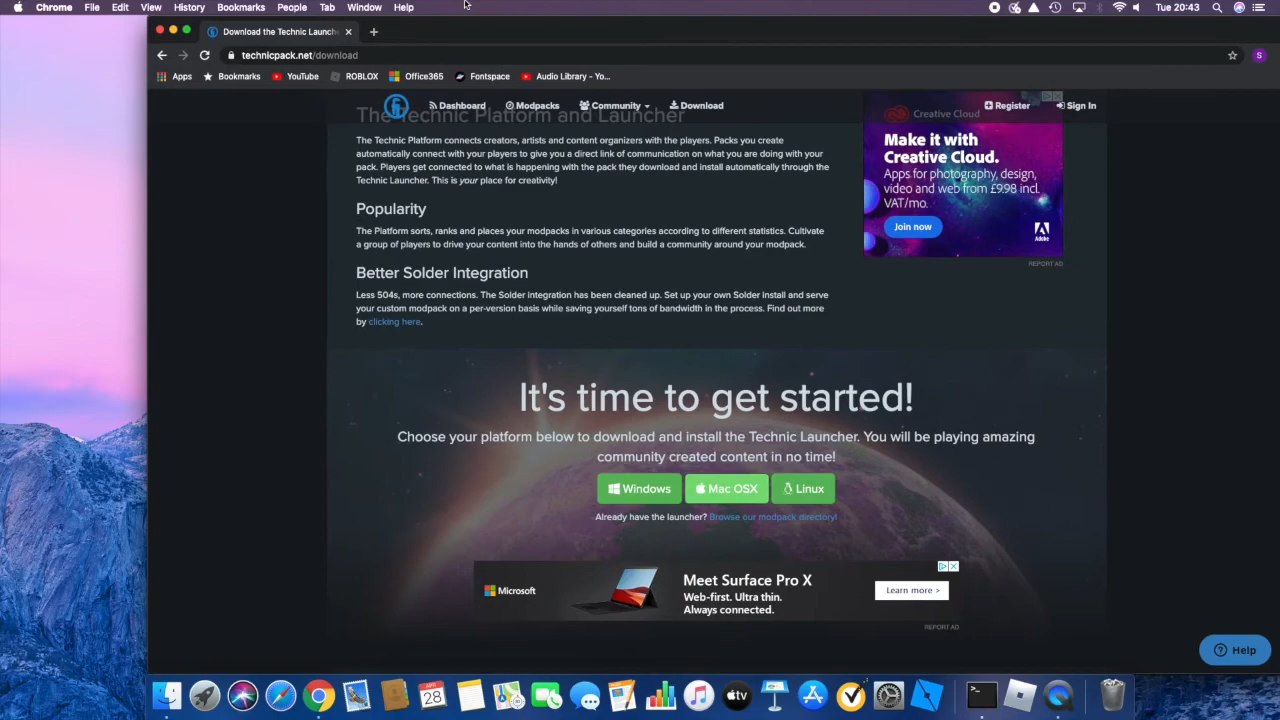 Chrome File Edit View History Bookmarks People Tab Window Help Tue 20:43
Download the Technic Launch
technicpack.net/download S
Apps Bookmarks YouTube ROBLOX Office365 Fontspace Audio Library - Yo...
Dashboard Modpacks Community Download Register Sign In
The Technic Platform and Launcher
The Technic Platform connects creators, artists and content organizers with the players. Packs you create
automatically connect with your players to give you a direct link of communication on what you are doing with your
pack. Players get connected to what is happening with the pack they download and install automatically through the
Technic Launcher. This is your place for creativity!
Popularity
The Platform sorts, ranks and places your modpacks in various categories according to different statistics. Cultivate
a group of players to drive your content into the hands of others and build a community around your modpack.
Better Solder Integration
Less 504s, more connections. The Solder integration has been cleaned up. Set up your own Solder install and serve
your custom modpack on a per-version basis while saving yourself tons of bandwidth in the process. Find out more
by clicking here.
Creative Cloud
Make it with
Creative Cloud.
Apps for photography, design,
video and web from £9.98 incl.
VAT/mo.
Join now
Adobe
REPORT AD
It's time to get started!
Choose your platform below to download and install the Technic Launcher. You will be playing amazing
community created content in no time!
Windows Mac OSX Linux
Already have the launcher? Browse our modpack directory!
Microsoft
Meet Surface Pro X
Web-first. Ultra thin.
Always connected.
Learn more >
REPORT AD
Help
28
tv